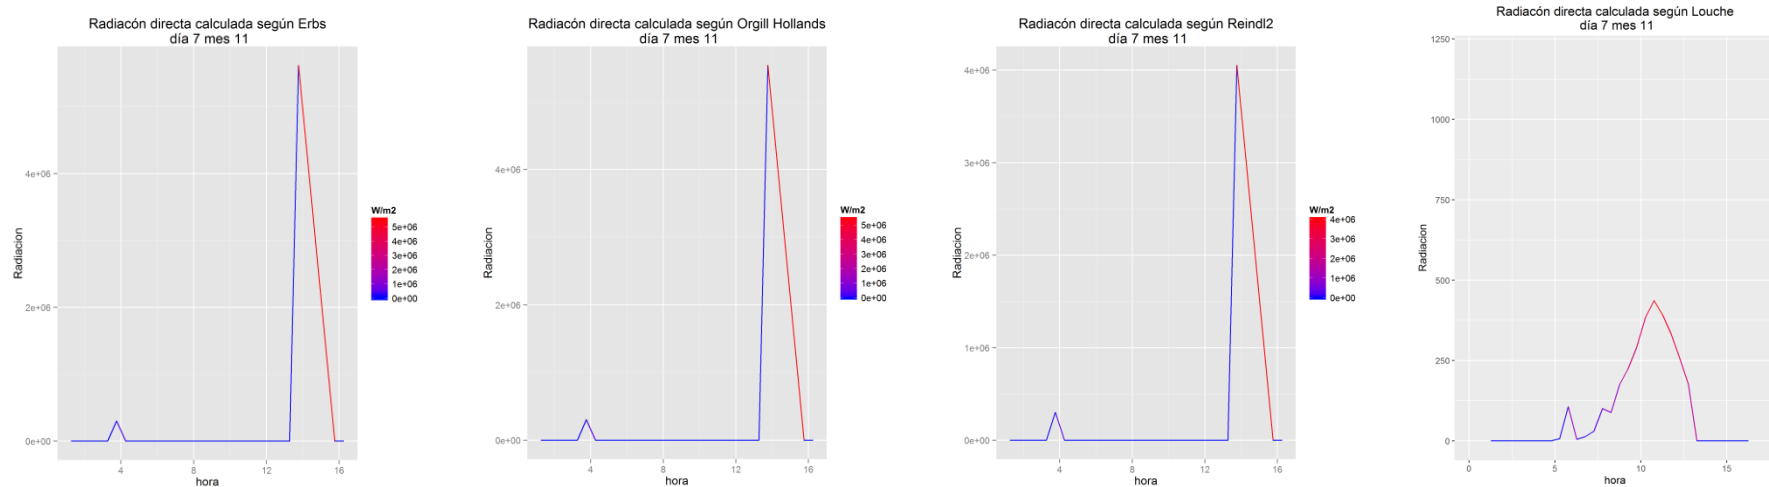 Radiacón directa calculada según Erbs
día 7 mes 11
Radiacion
4e+06
2e+06
0e+00
4
8
12
16
hora
W/m2
5e+06
4e+06
3e+06
2e+06
1e+06
0e+00
Radiacón directa calculada según Orgill Hollands
día 7 mes 11
Radiacion
4e+06
2e+06
0e+00
4
8
12
16
hora
W/m2
5e+06
4e+06
3e+06
2e+06
1e+06
0e+00
Radiacón directa calculada según Reindl2
día 7 mes 11
Radiacion
4e+06
3e+06
2e+06
1e+06
0e+00
4
8
12
16
hora
W/m2
4e+06
3e+06
2e+06
1e+06
0e+00
Radiacón directa calculada según Louche
día 7 mes 11
Radiacion
1250
1000
750
500
250
0
0
5
10
15
hora